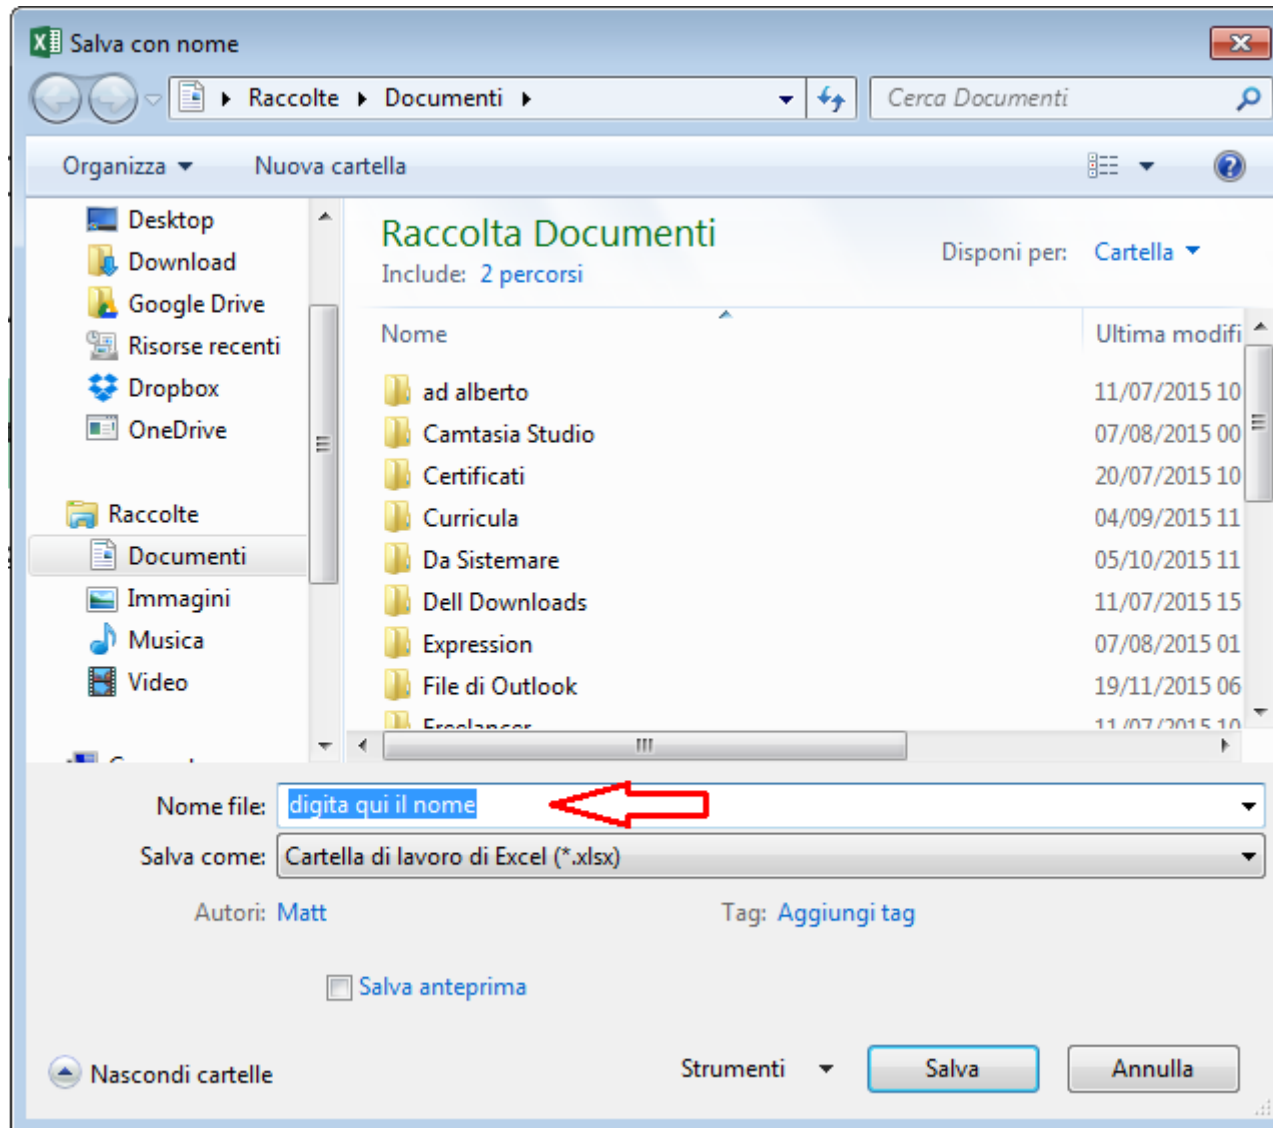 Salva con nome
Raccolte Documenti
Cerca Documenti
Organizza Nuova cartella
Desktop
Download
Google Drive
Risorse recenti
Dropbox
OneDrive
Raccolte
Documenti
Immagini
Musica
Video
Raccolta Documenti
Include: 2 percorsi
Disponi per: Cartella
Nome Ultima modifi
ad alberto 11/07/2015 10
Camtasia Studio 07/08/2015 00
Certificati 20/07/2015 10
Curricula 04/09/2015 11
Da Sistemare 05/10/2015 11
Dell Downloads 11/07/2015 15
Expression 07/08/2015 01
File di Outlook 19/11/2015 06
Freelancer 11/07/2015 10
Nome file: digita qui il nome
Salva come: Cartella di lavoro di Excel (*.xlsx)
Autori: Matt Tag: Aggiungi tag
Salva anteprima
Nascondi cartelle Strumenti Salva Annulla